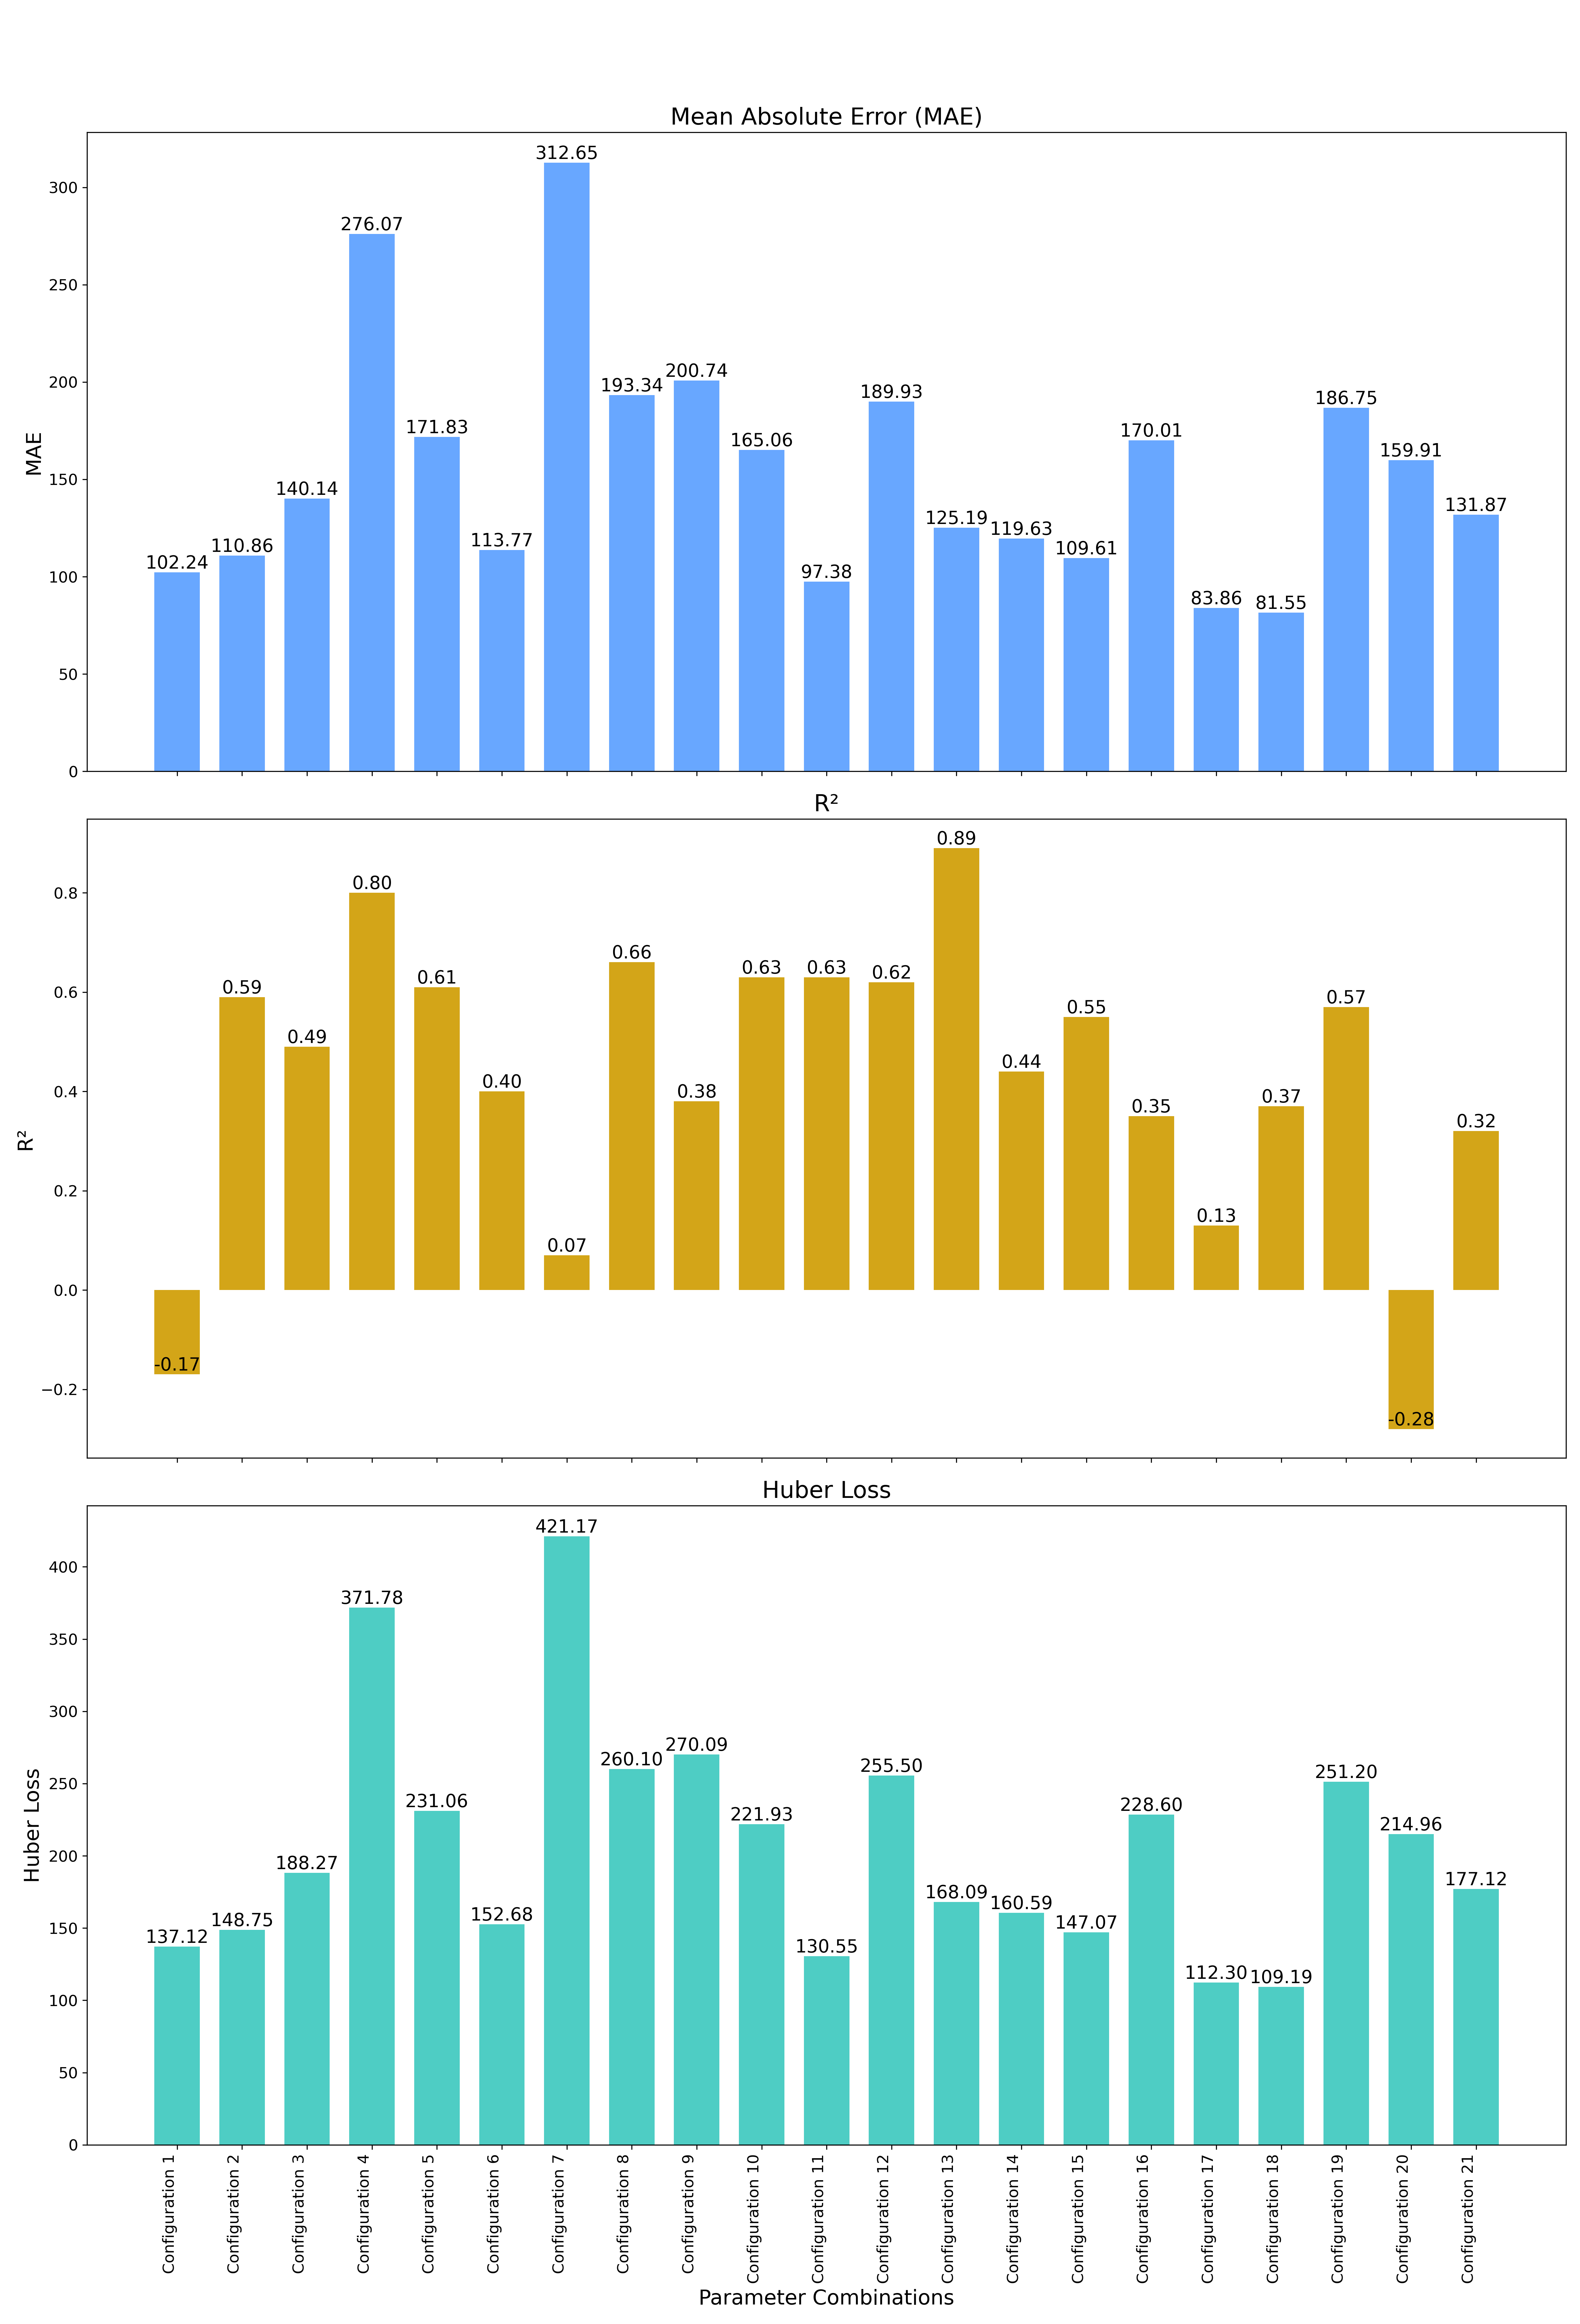 Mean Absolute Error (MAE)
MAE
300
250
200
150
100
50
0
102.24 110.86 140.14 276.07 171.83 113.77 312.65 193.34 200.74 165.06 97.38 189.93 125.19 119.63 109.61 170.01 83.86 81.55 186.75 159.91 131.87
R²
R²
0.8
0.6
0.4
0.2
0.0
−0.2
-0.17 0.59 0.49 0.80 0.61 0.40 0.07 0.66 0.38 0.63 0.63 0.62 0.89 0.44 0.55 0.35 0.13 0.37 0.57 -0.28 0.32
Huber Loss
Huber Loss
400
350
300
250
200
150
100
50
0
137.12 148.75 188.27 371.78 231.06 152.68 421.17 260.10 270.09 221.93 130.55 255.50 168.09 160.59 147.07 228.60 112.30 109.19 251.20 214.96 177.12
Configuration 1
Configuration 2
Configuration 3
Configuration 4
Configuration 5
Configuration 6
Configuration 7
Configuration 8
Configuration 9
Configuration 10
Configuration 11
Configuration 12
Configuration 13
Configuration 14
Configuration 15
Configuration 16
Configuration 17
Configuration 18
Configuration 19
Configuration 20
Configuration 21
Parameter Combinations